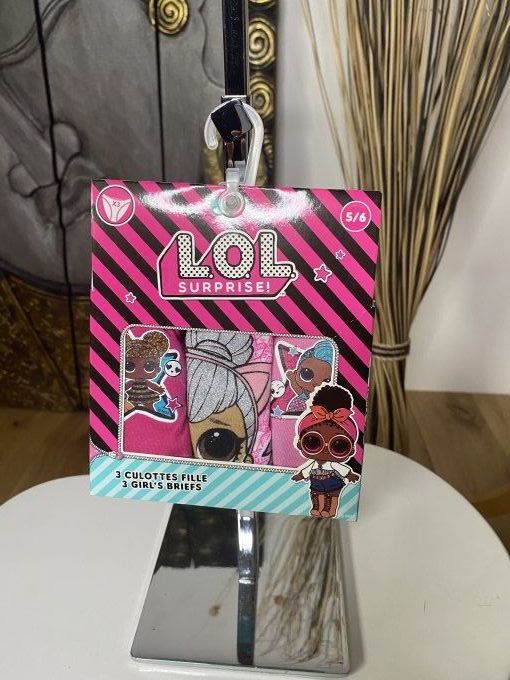 X3
5/6
L.O.L
SURPRISE!
3 CULOTTES FILLE
3 GIRL'S BRIEFS